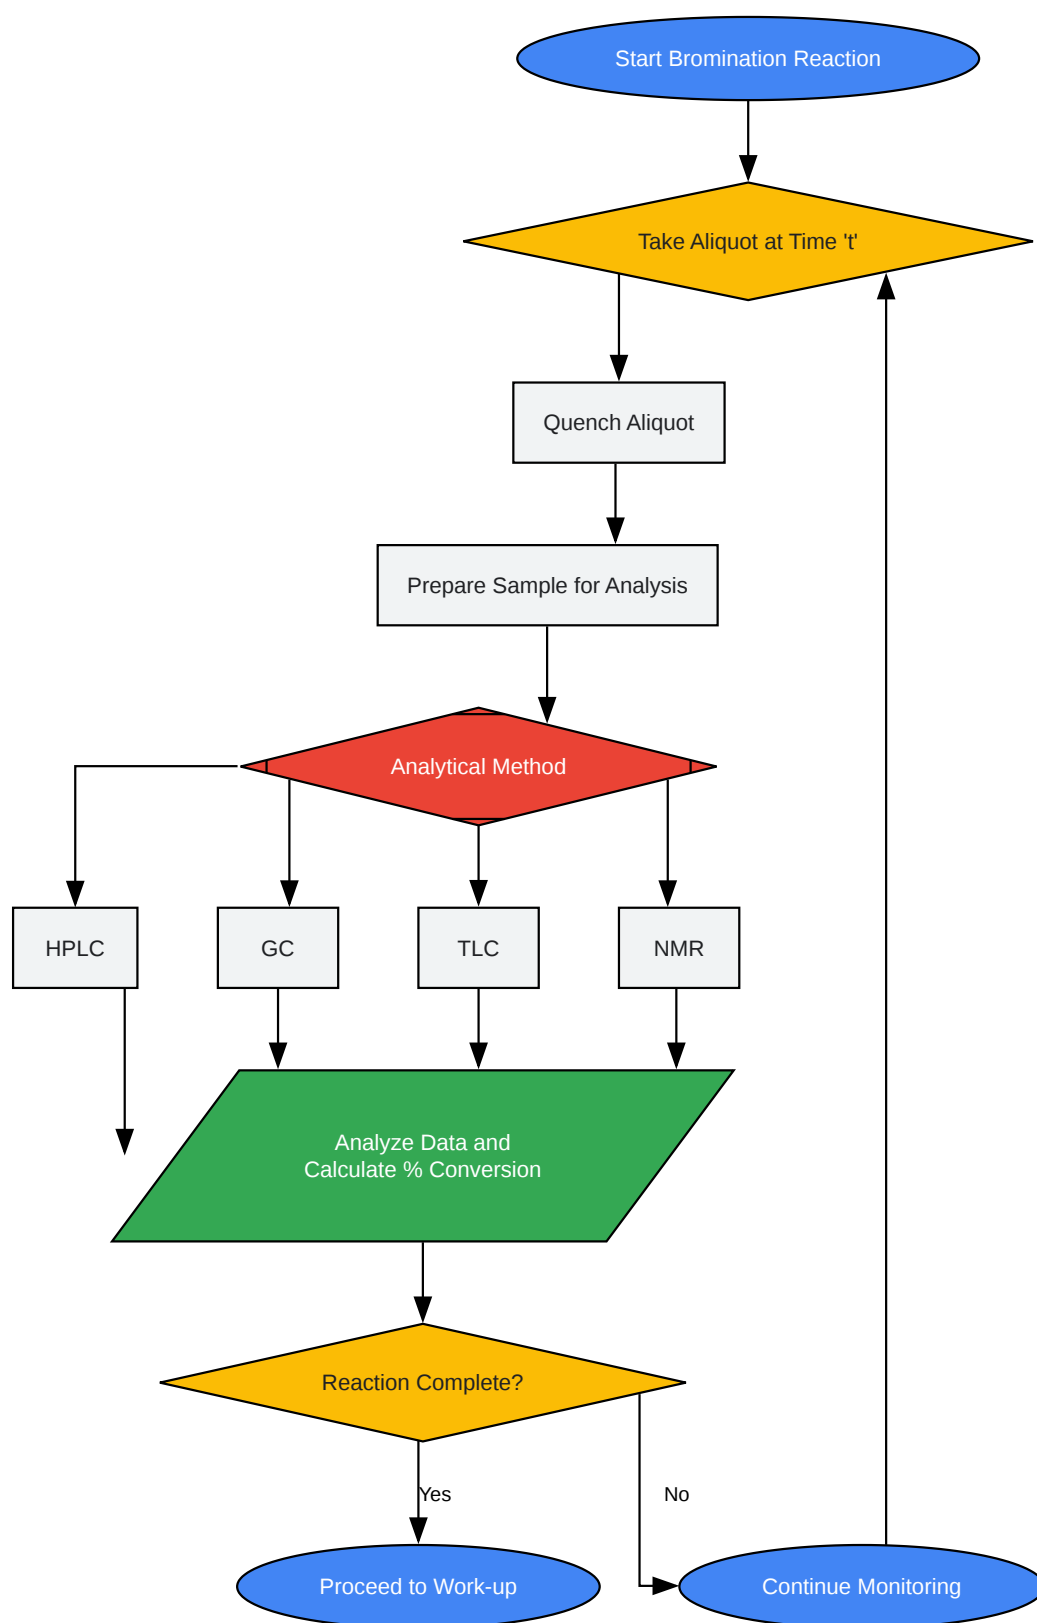 Start Bromination Reaction
Take Aliquot at Time 't'
Quench Aliquot
Prepare Sample for Analysis
Analytical Method
HPLC
GC
TLC
NMR
Analyze Data and
Calculate % Conversion
Reaction Complete?
Yes
No
Proceed to Work-up
Continue Monitoring